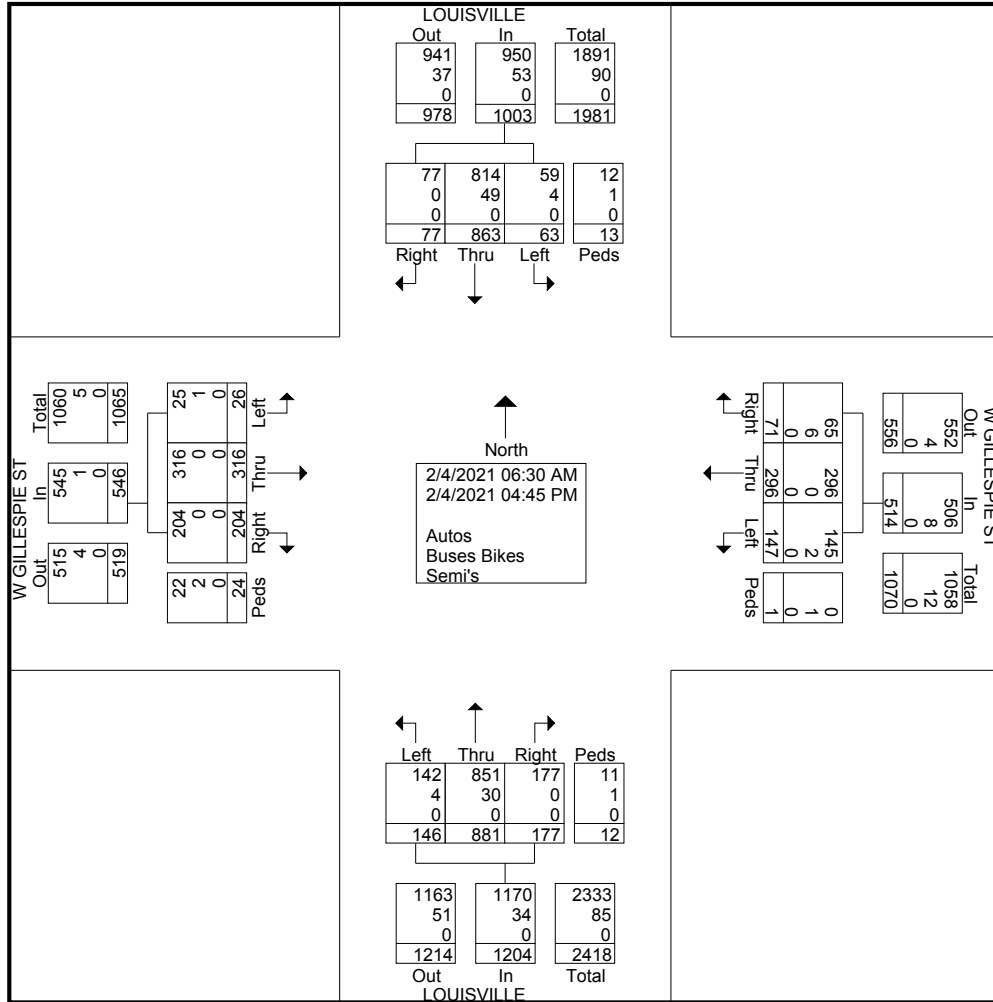 LOUISVILLE
Out In Total
941 950 1891
37 53 90
0 0 0
978 1003 1981
77 814 59 12
0 49 4 1
0 0 0 0
77 863 63 13
Right Thru Left Peds
W GILLESPIE ST
Total
1060 5 0 1065
In
545 1 0 546
Out
515 4 0 519
25 1 0 26
Left
316 0 0 316
Thru
204 0 0 204
Right
22 2 0 24
Peds
North
2/4/2021 06:30 AM
2/4/2021 04:45 PM
Autos
Buses Bikes
Semi's
Right
65 6 0 71
Thru
296 0 0 296
Left
145 2 0 147
Peds
0 1 0 1
W GILLESPIE ST
Out
552 4 0 556
In
506 8 0 514
Total
1058 12 0 1070
Left Thru Right Peds
142 851 177 11
4 30 0 1
0 0 0 0
146 881 177 12
1163 1170 2333
51 34 85
0 0 0
1214 1204 2418
Out In Total
LOUISVILLE